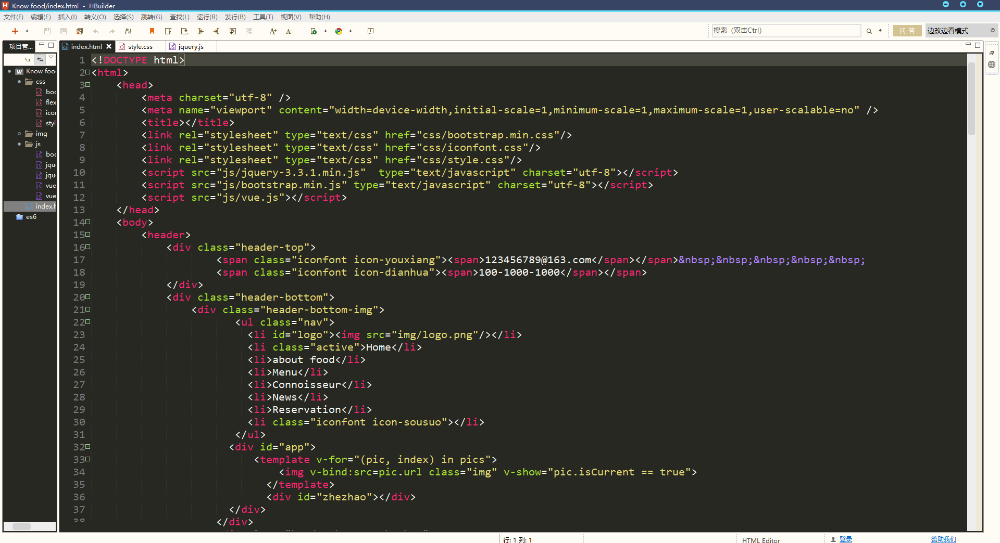 Know food/index.html - HBuilder
文件(F) 编辑(E) 插入(I) 转义(O) 选择(S) 跳转(G) 查找(L) 运行(R) 发行(B) 工具(T) 视图(V) 帮助(H)
搜索（双击Ctrl） 问 答 边改边看模式
项目管... index.html style.css jquery.js
Know foo
css
boo
flex
ico
styl
img
js
boo
jqu
jqu
vue
vue
index.h
es6
1 <!DOCTYPE html>
2 <html>
3 <head>
4 <meta charset="utf-8" />
5 <meta name="viewport" content="width=device-width,initial-scale=1,minimum-scale=1,maximum-scale=1,user-scalable=no" />
6 <title></title>
7 <link rel="stylesheet" type="text/css" href="css/bootstrap.min.css"/>
8 <link rel="stylesheet" type="text/css" href="css/iconfont.css"/>
9 <link rel="stylesheet" type="text/css" href="css/style.css"/>
10 <script src="js/jquery-3.3.1.min.js"  type="text/javascript" charset="utf-8"></script>
11 <script src="js/bootstrap.min.js" type="text/javascript" charset="utf-8"></script>
12 <script src="js/vue.js"></script>
13 </head>
14 <body>
15 <header>
16 <div class="header-top">
17 <span class="iconfont icon-youxiang"><span>123456789@163.com</span></span>&nbsp;&nbsp;&nbsp;&nbsp;&nbsp;
18 <span class="iconfont icon-dianhua"><span>100-1000-1000</span></span>
19 </div>
20 <div class="header-bottom">
21 <div class="header-bottom-img">
22 <ul class="nav">
23 <li id="logo"><img src="img/logo.png"/></li>
24 <li class="active">Home</li>
25 <li>about food</li>
26 <li>Menu</li>
27 <li>Connoisseur</li>
28 <li>News</li>
29 <li>Reservation</li>
30 <li class="iconfont icon-sousuo"></li>
31 </ul>
32 <div id="app">
33 <template v-for="(pic, index) in pics">
34 <img v-bind:src=pic.url class="img" v-show="pic.isCurrent == true">
35 </template>
36 <div id="zhezhao"></div>
37 </div>
38 </div>
行: 1 列: 1 HTML Editor 登录 赞助我们